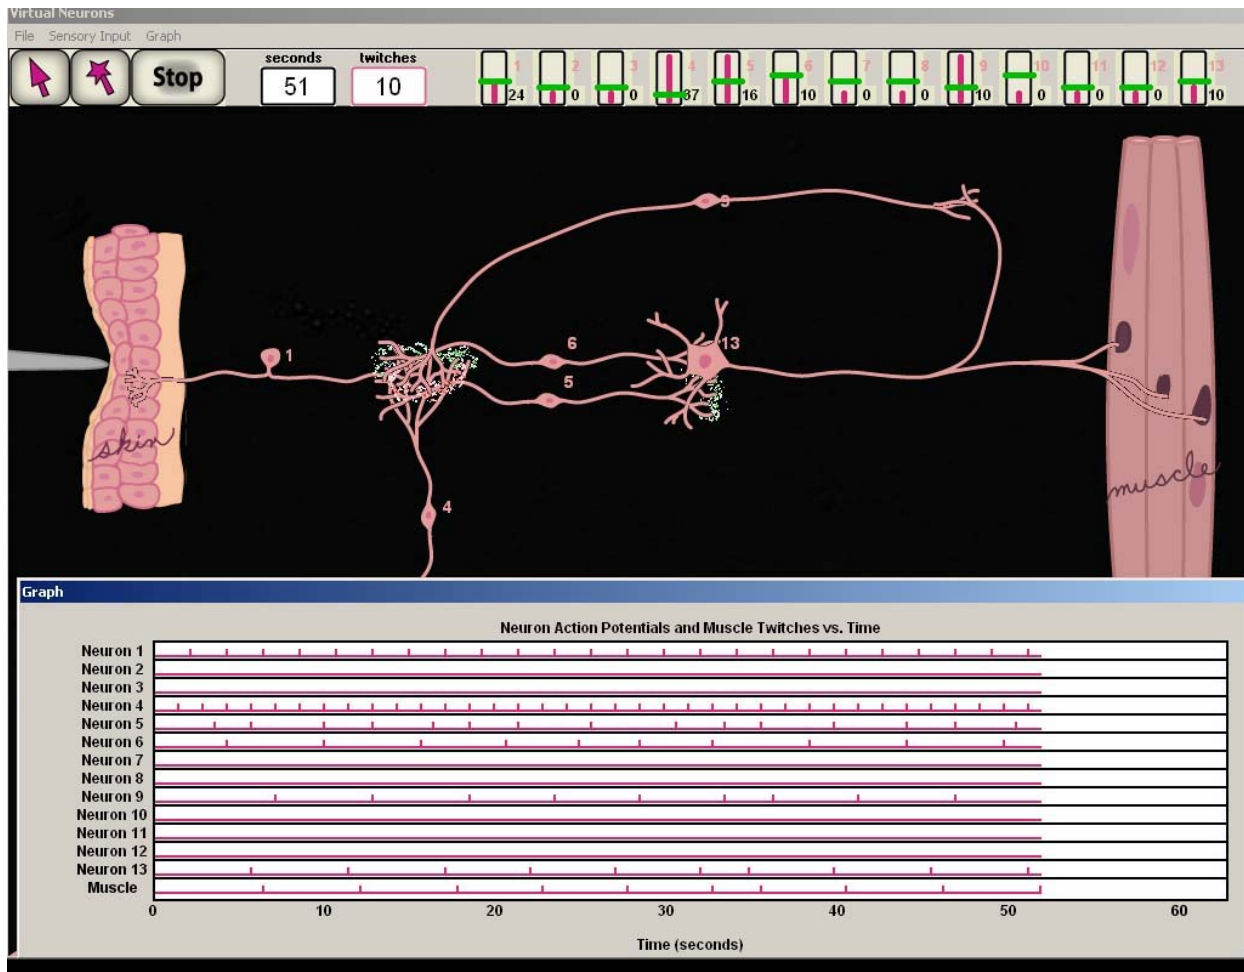 Virtual Neurons
File Sensory Input Graph
Stop
seconds
51
twitches
10
1 2 3 4 5 6 7 8 9 10 11 12 13
24 0 0 37 16 10 0 0 10 0 0 0 10
9
6
13
1
5
skin
4
muscle
Graph
Neuron Action Potentials and Muscle Twitches vs. Time
Neuron 1
Neuron 2
Neuron 3
Neuron 4
Neuron 5
Neuron 6
Neuron 7
Neuron 8
Neuron 9
Neuron 10
Neuron 11
Neuron 12
Neuron 13
Muscle
0 10 20 30 40 50 60
Time (seconds)